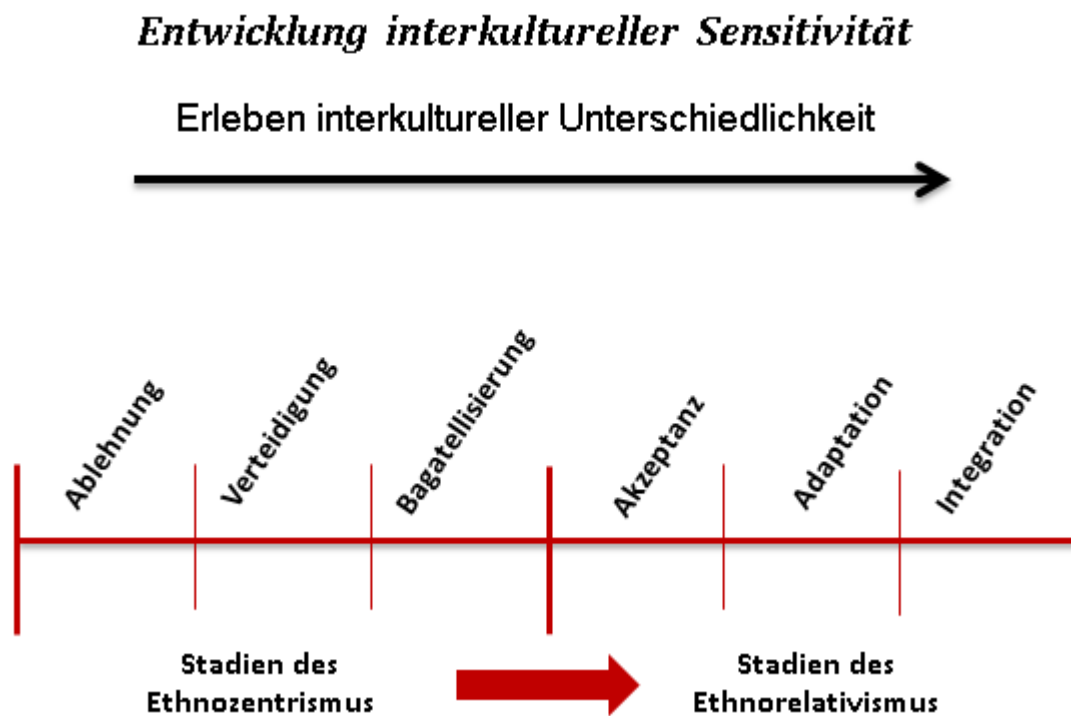 Entwicklung interkultureller Sensitivität
Erleben interkultureller Unterschiedlichkeit
Ablehnung
Verteidigung
Bagatellisierung
Akzeptanz
Adaptation
Integration
Stadien des
Ethnozentrismus
Stadien des
Ethnorelativismus